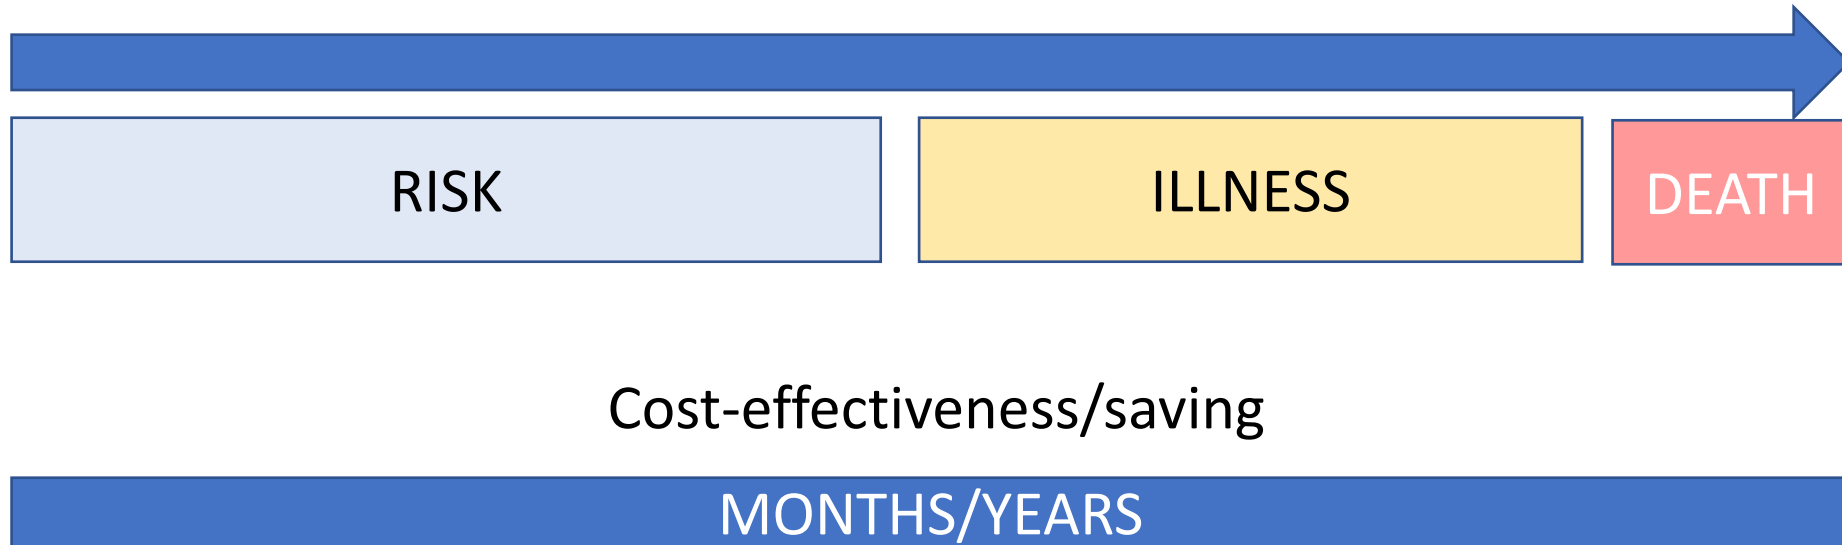 RISK
ILLNESS
DEATH
Cost-effectiveness/saving
MONTHS/YEARS